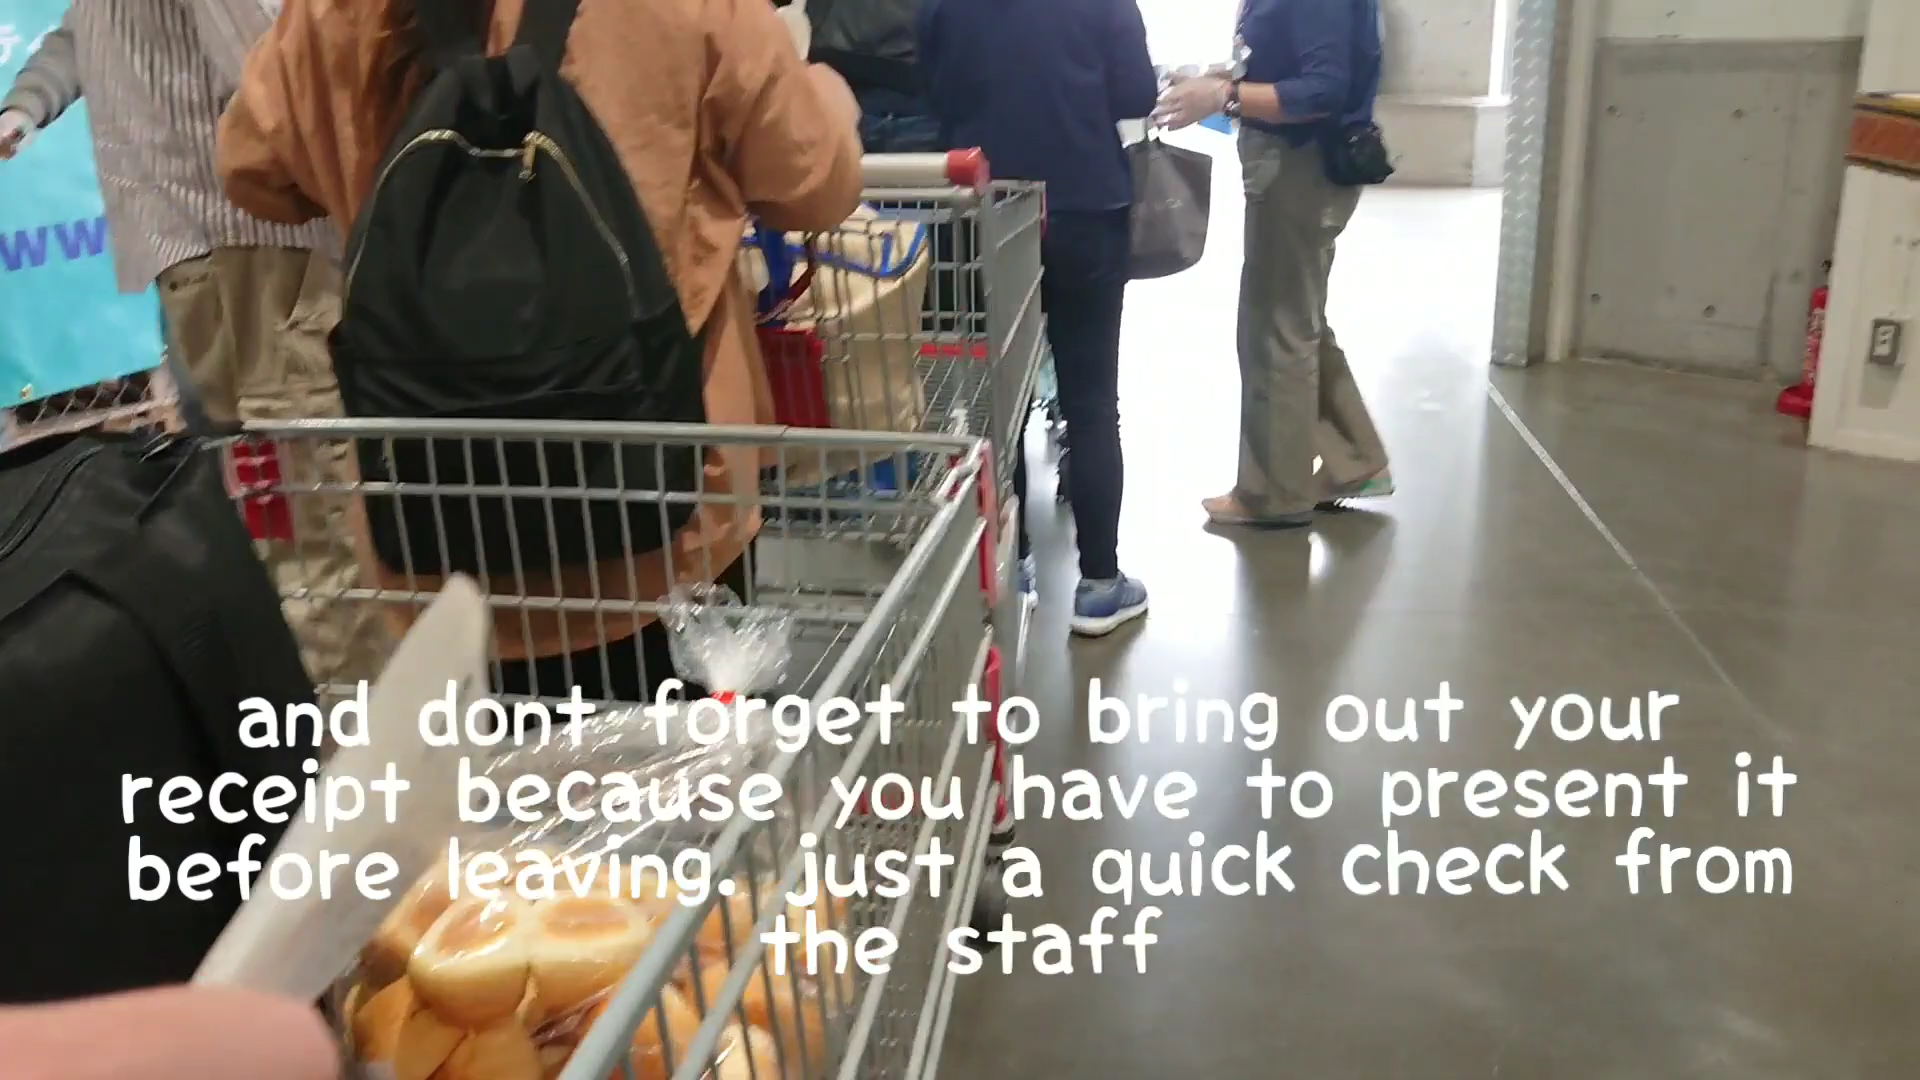 ww
and dont forget to bring out your
receipt because you have to present it
before leaving. just a quick check from
the staff